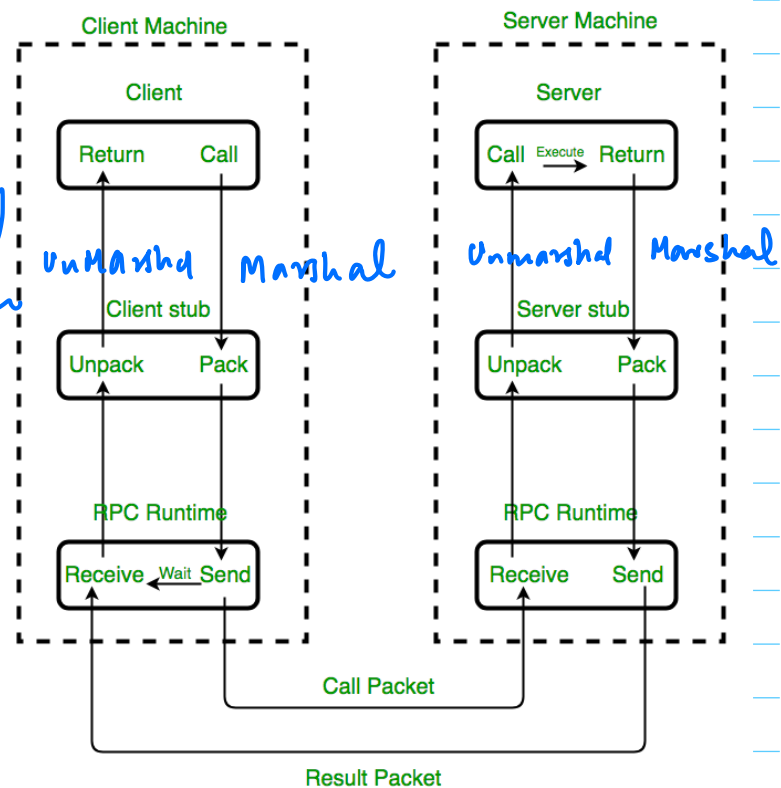 Client Machine
Server Machine
Client
Server
Return Call
Call Execute Return
UnMarshal Marshal
Unmarshal Marshal
Client stub
Server stub
Unpack Pack
Unpack Pack
RPC Runtime
RPC Runtime
Receive Wait Send
Receive Send
Call Packet
Result Packet